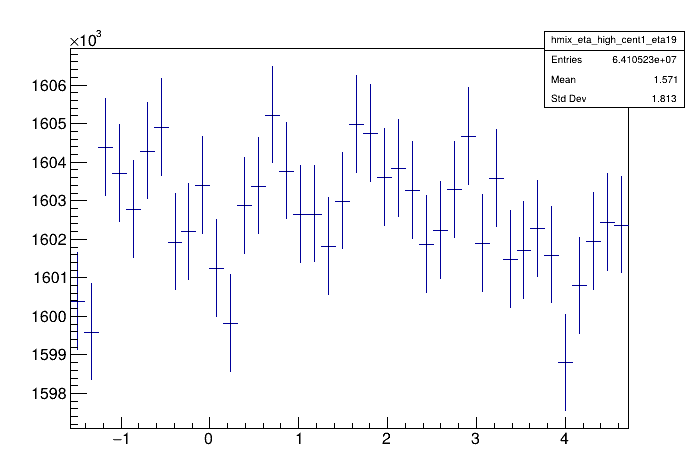 ×10³
hmix_eta_high_cent1_eta19
Entries 6.410523e+07
Mean 1.571
Std Dev 1.813
1606
1605
1604
1603
1602
1601
1600
1599
1598
−1 0 1 2 3 4